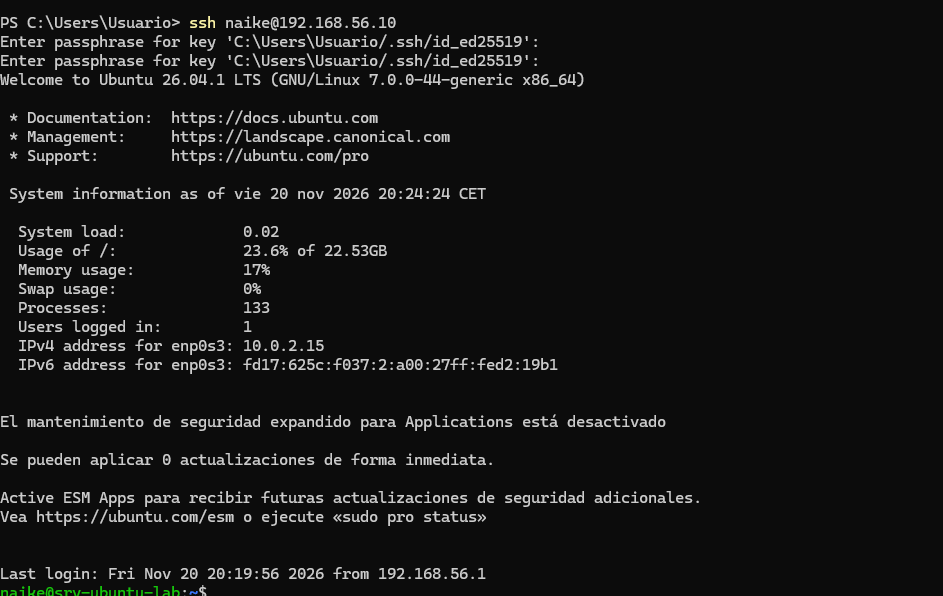 PS C:\Users\Usuario> ssh naike@192.168.56.10
Enter passphrase for key 'C:\Users\Usuario/.ssh/id_ed25519':
Enter passphrase for key 'C:\Users\Usuario/.ssh/id_ed25519':
Welcome to Ubuntu 26.04.1 LTS (GNU/Linux 7.0.0-44-generic x86_64)
* Documentation: https://docs.ubuntu.com
* Management: https://landscape.canonical.com
* Support: https://ubuntu.com/pro
System information as of vie 20 nov 2026 20:24:24 CET
System load: 0.02
Usage of /: 23.6% of 22.53GB
Memory usage: 17%
Swap usage: 0%
Processes: 133
Users logged in: 1
IPv4 address for enp0s3: 10.0.2.15
IPv6 address for enp0s3: fd17:625c:f037:2:a00:27ff:fed2:19b1
El mantenimiento de seguridad expandido para Applications está desactivado
Se pueden aplicar 0 actualizaciones de forma inmediata.
Active ESM Apps para recibir futuras actualizaciones de seguridad adicionales.
Vea https://ubuntu.com/esm o ejecute «sudo pro status»
Last login: Fri Nov 20 20:19:56 2026 from 192.168.56.1
naike@srv-ubuntu-lab:~$